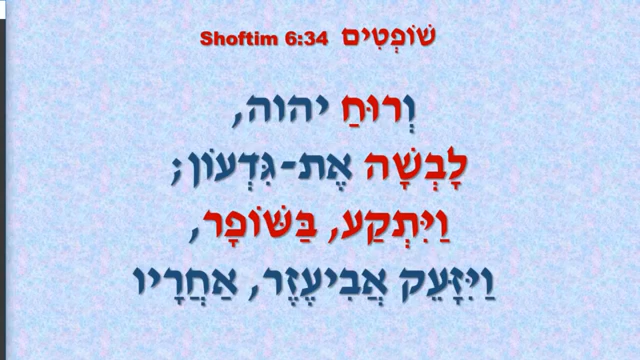 Shoftim 6:34 שׁוֹפְטִים
וְרוּחַ יהוה,
לָבְשָׁה אֶת-גִּדְעוֹן;
וַיִּתְקַע, בַּשּׁוֹפָר,
וַיִּזָּעֵק אֲבִיעֶזֶר, אַחֲרָיו